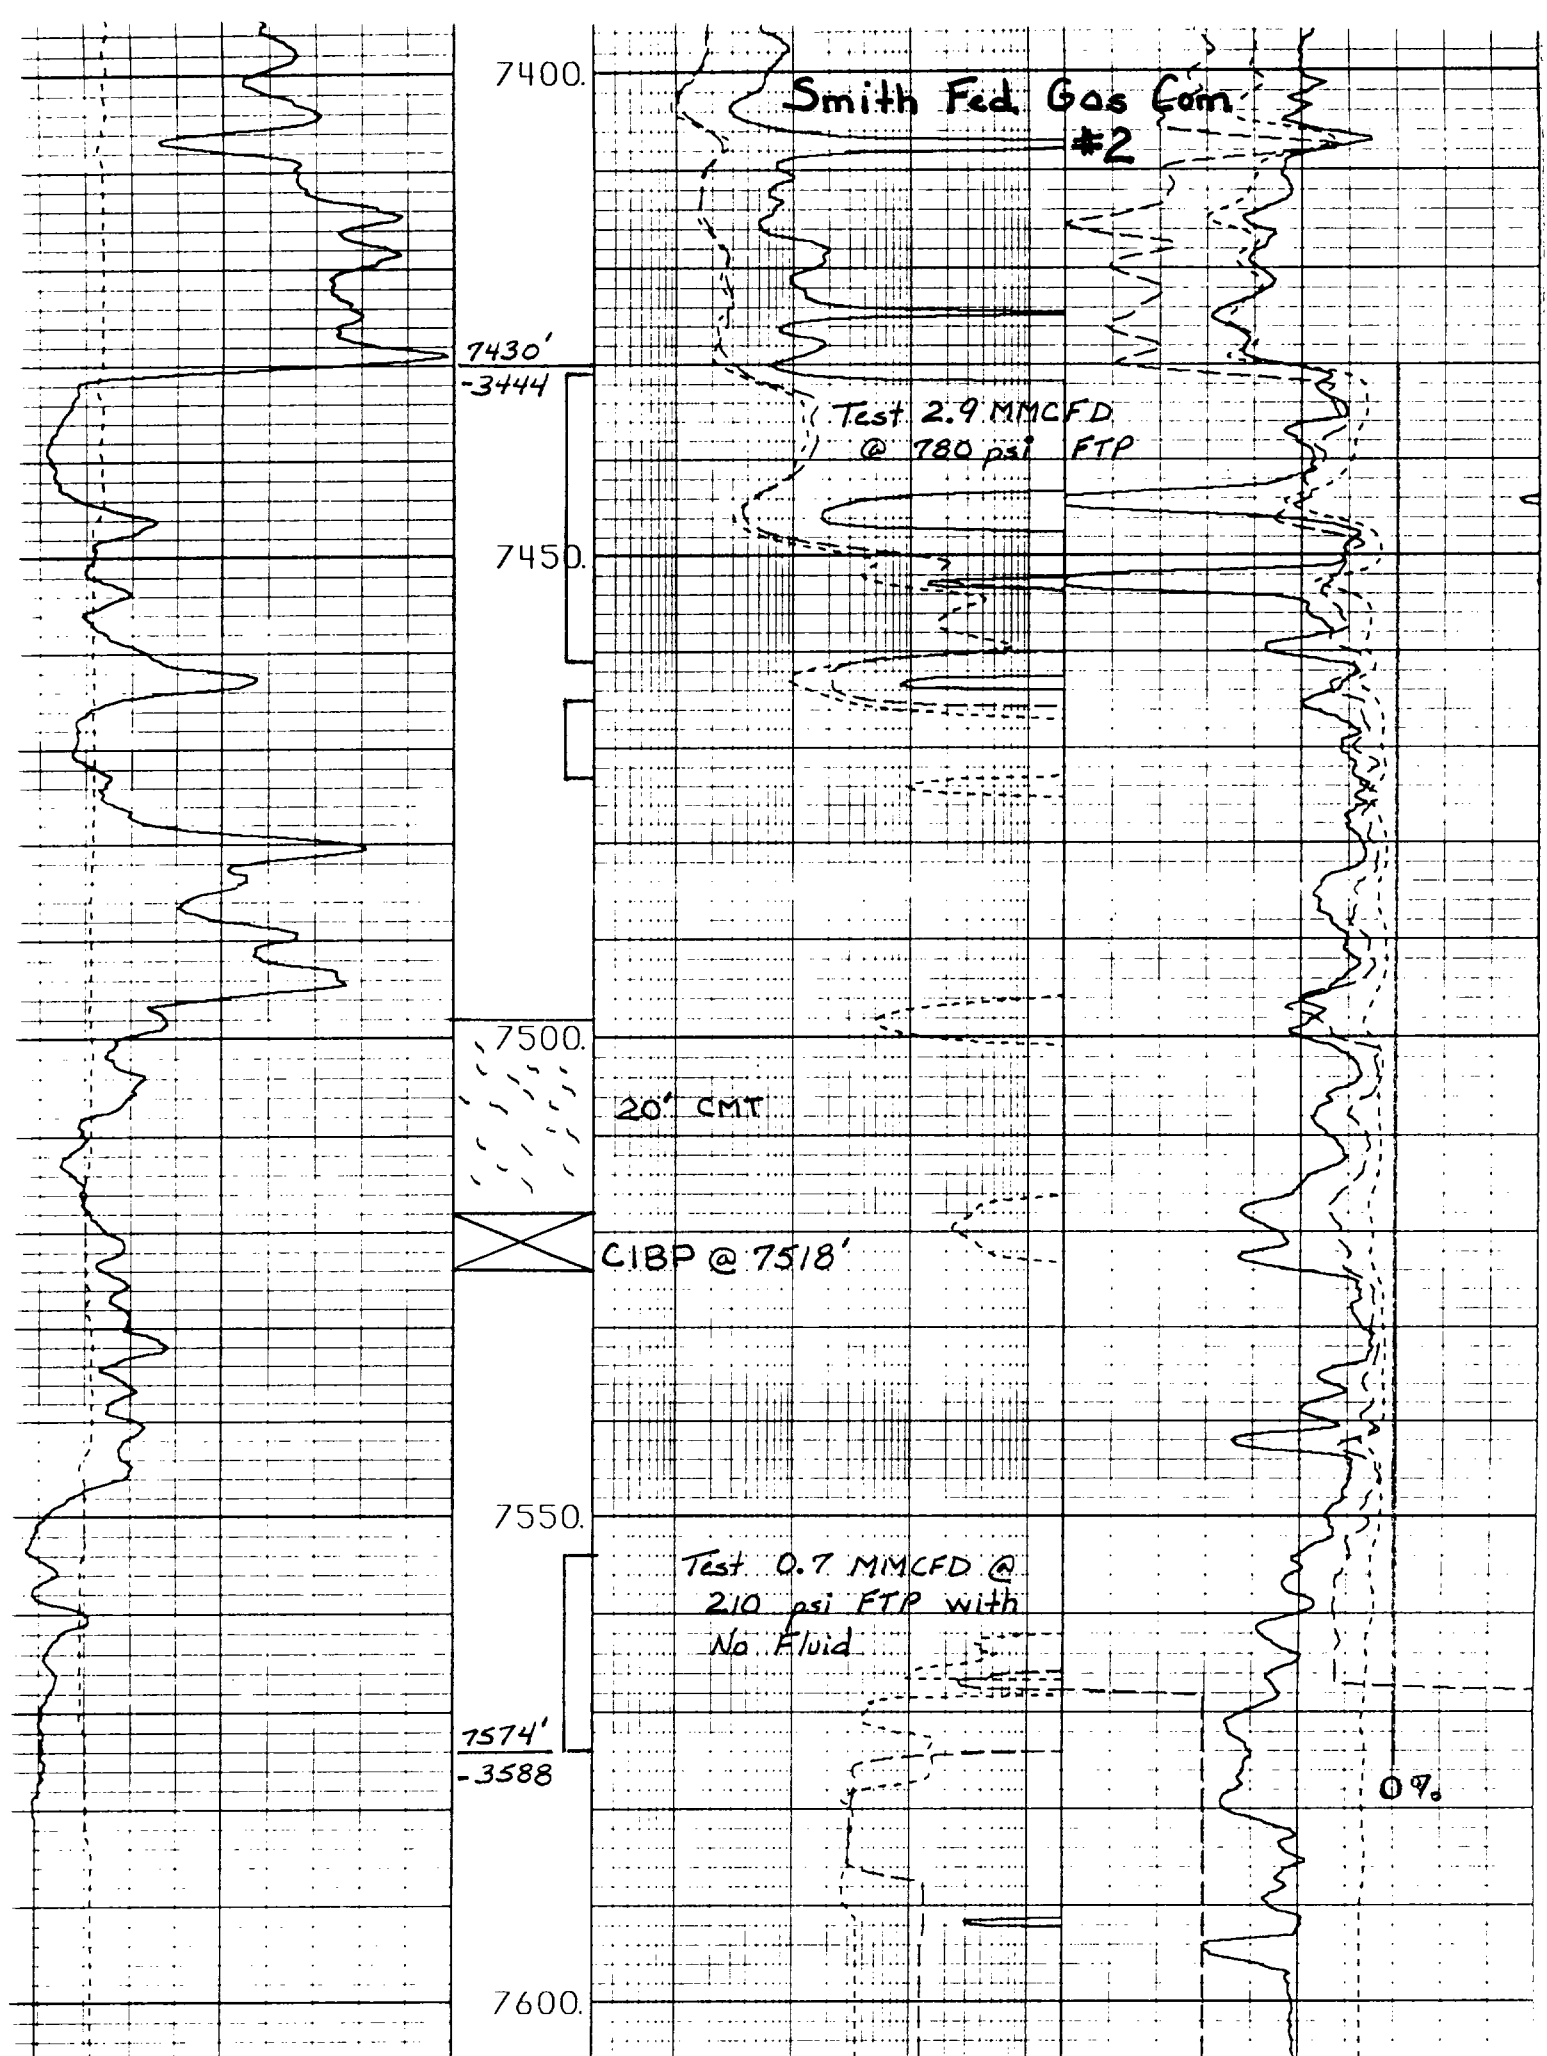 7400.
Smith Fed. Gas Com
#2
7430'
-3444
Test 2.9 MMCFD
@ 780 psi FTP
7450.
7500.
20' CMT
CIBP @ 7518'
7550.
Test 0.7 MMCFD @
210 psi FTP with
No Fluid
7574'
-3588
0%
7600.